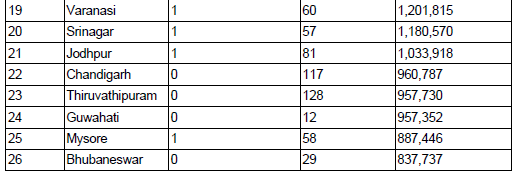 19 Varanasi 1 60 1,201,815
20 Srinagar 1 57 1,180,570
21 Jodhpur 1 81 1,033,918
22 Chandigarh 0 117 960,787
23 Thiruvathipuram 0 128 957,730
24 Guwahati 0 12 957,352
25 Mysore 1 58 887,446
26 Bhubaneswar 0 29 837,737